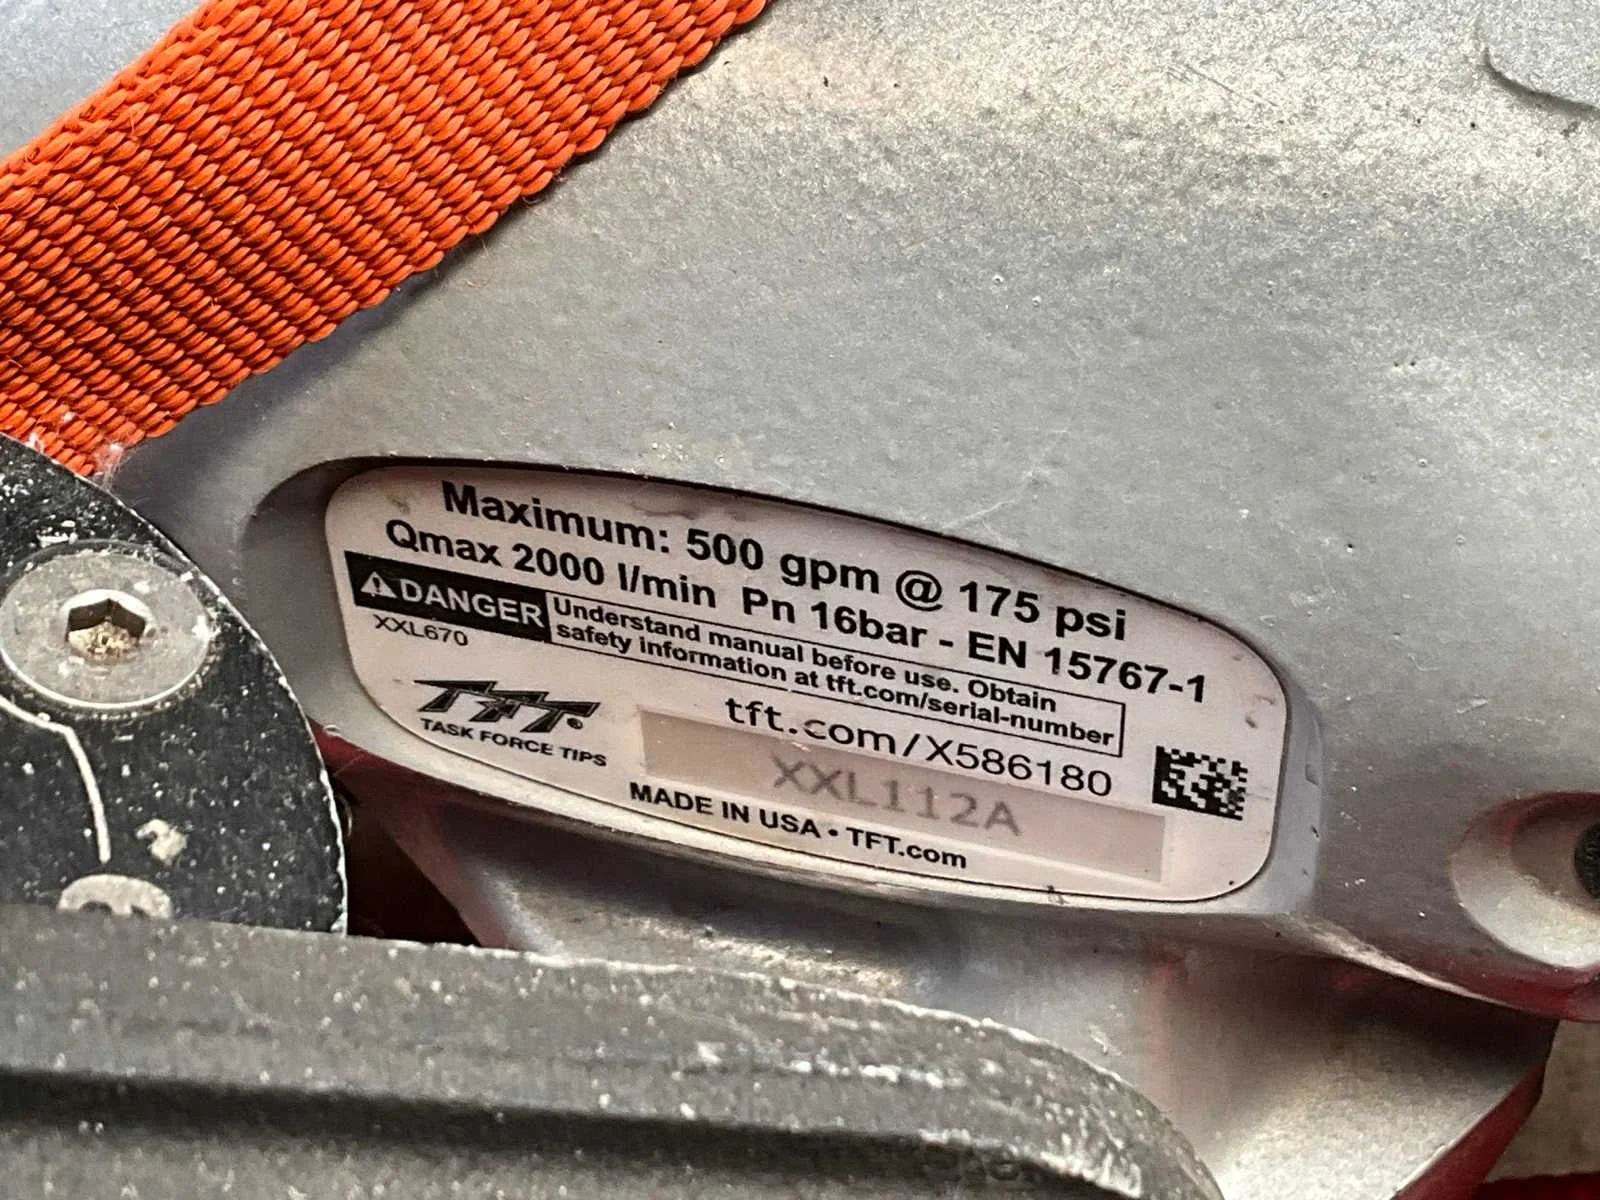 Maximum: 500 gpm @ 175 psi
Qmax 2000 l/min Pn 16bar - EN 15767-1
DANGER
Understand manual before use. Obtain
safety information at tft.com/serial-number
XXL670
TFT®
TASK FORCE TIPS
tft.com/X586180
XXL112A
MADE IN USA • TFT.com